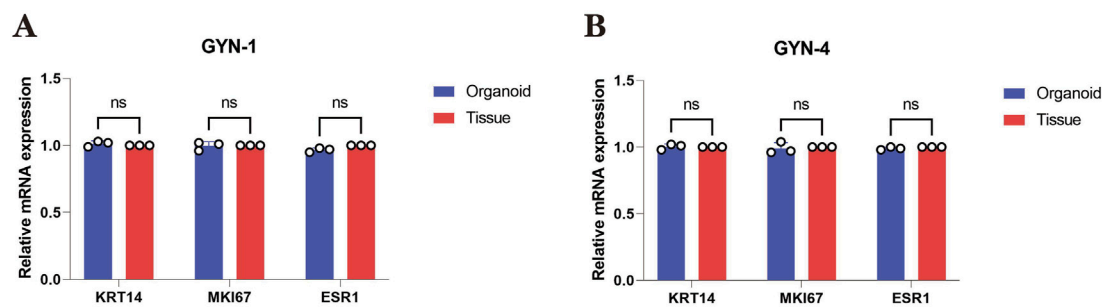 A
GYN-1
Relative mRNA expression
1.5
1.0
0.5
0.0
ns
ns
ns
KRT14
MKI67
ESR1
Organoid
Tissue
B
GYN-4
Relative mRNA expression
1.5
1.0
0.5
0.0
ns
ns
ns
KRT14
MKI67
ESR1
Organoid
Tissue